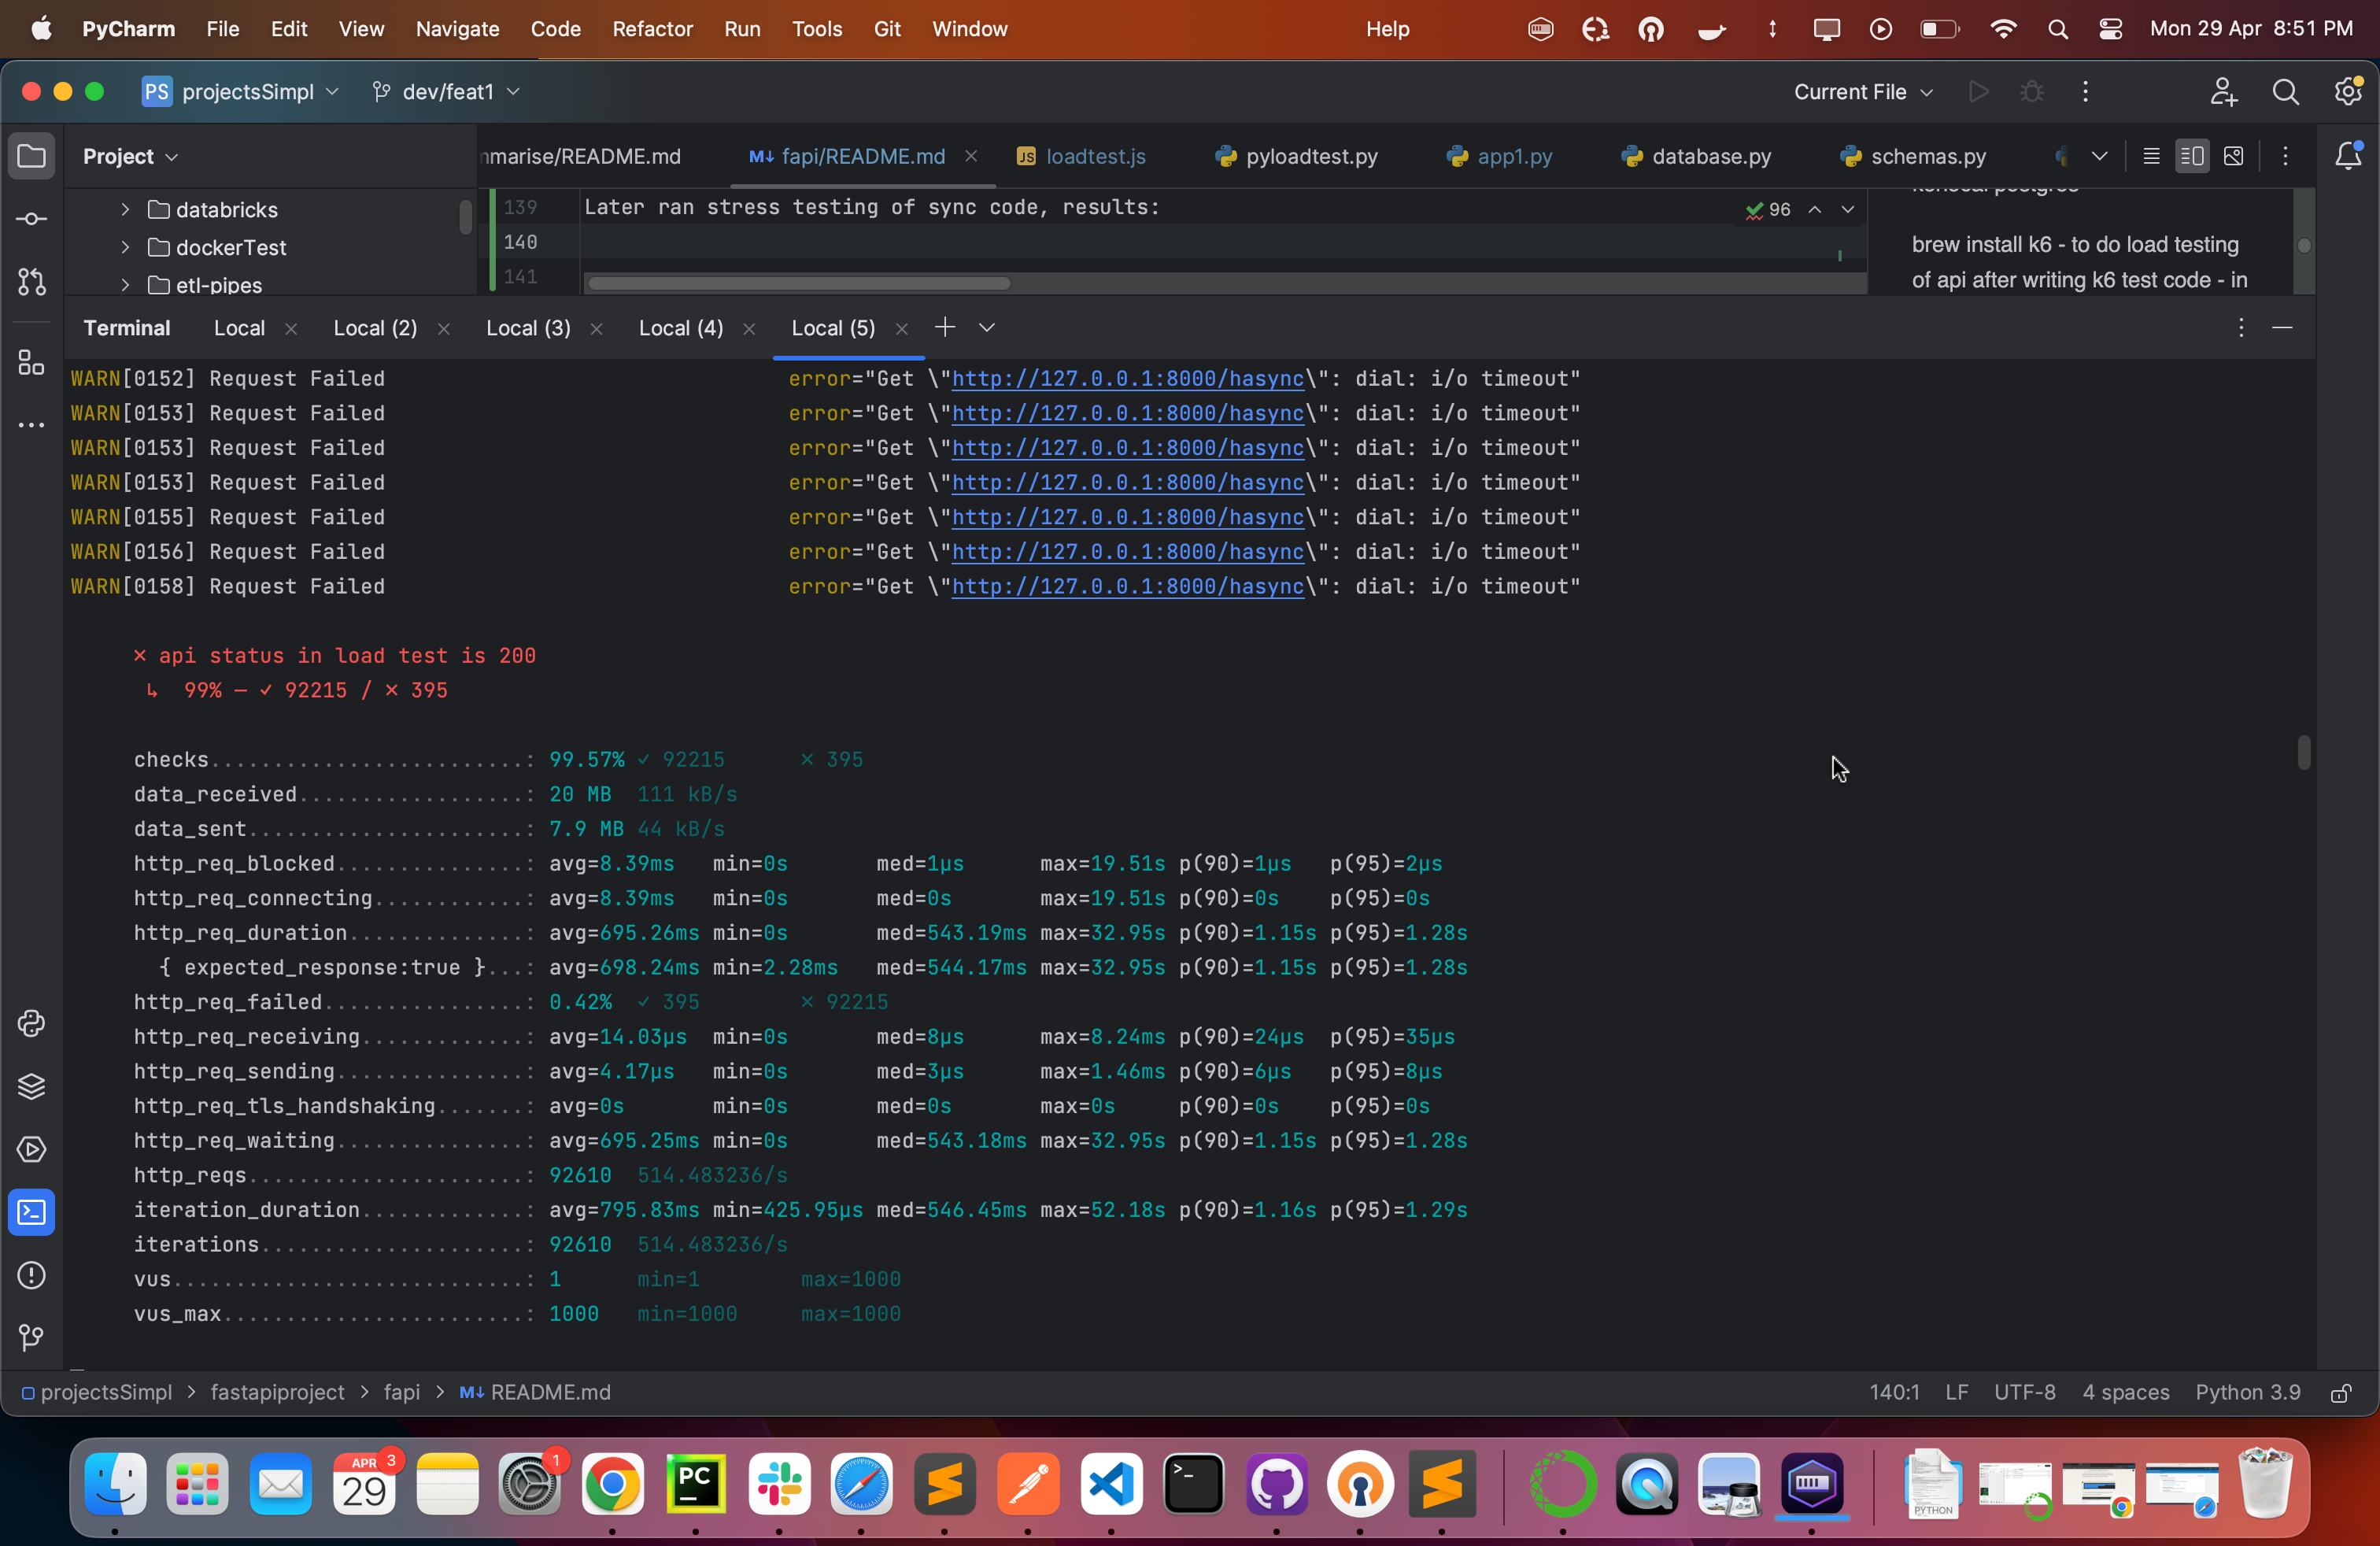 PyCharm File Edit View Navigate Code Refactor Run Tools Git Window Help Mon 29 Apr 8:51 PM
PS projectsSimpl dev/feat1 Current File
Project
nmarise/README.md fapi/README.md loadtest.js pyloadtest.py app1.py database.py schemas.py
databricks
dockerTest
etl-pipes
139 Later ran stress testing of sync code, results:
140
141
96
brew install k6 - to do load testing
of api after writing k6 test code - in
Terminal Local Local (2) Local (3) Local (4) Local (5)
WARN[0152] Request Failed error="Get \"http://127.0.0.1:8000/hasync\": dial: i/o timeout"
WARN[0153] Request Failed error="Get \"http://127.0.0.1:8000/hasync\": dial: i/o timeout"
WARN[0153] Request Failed error="Get \"http://127.0.0.1:8000/hasync\": dial: i/o timeout"
WARN[0153] Request Failed error="Get \"http://127.0.0.1:8000/hasync\": dial: i/o timeout"
WARN[0155] Request Failed error="Get \"http://127.0.0.1:8000/hasync\": dial: i/o timeout"
WARN[0156] Request Failed error="Get \"http://127.0.0.1:8000/hasync\": dial: i/o timeout"
WARN[0158] Request Failed error="Get \"http://127.0.0.1:8000/hasync\": dial: i/o timeout"
✗ api status in load test is 200
↳ 99% — ✓ 92215 / ✗ 395
checks.........................: 99.57% ✓ 92215 ✗ 395
data_received..................: 20 MB 111 kB/s
data_sent......................: 7.9 MB 44 kB/s
http_req_blocked...............: avg=8.39ms min=0s med=1µs max=19.51s p(90)=1µs p(95)=2µs
http_req_connecting............: avg=8.39ms min=0s med=0s max=19.51s p(90)=0s p(95)=0s
http_req_duration..............: avg=695.26ms min=0s med=543.19ms max=32.95s p(90)=1.15s p(95)=1.28s
{ expected_response:true }...: avg=698.24ms min=2.28ms med=544.17ms max=32.95s p(90)=1.15s p(95)=1.28s
http_req_failed................: 0.42% ✓ 395 ✗ 92215
http_req_receiving.............: avg=14.03µs min=0s med=8µs max=8.24ms p(90)=24µs p(95)=35µs
http_req_sending...............: avg=4.17µs min=0s med=3µs max=1.46ms p(90)=6µs p(95)=8µs
http_req_tls_handshaking.......: avg=0s min=0s med=0s max=0s p(90)=0s p(95)=0s
http_req_waiting...............: avg=695.25ms min=0s med=543.18ms max=32.95s p(90)=1.15s p(95)=1.28s
http_reqs......................: 92610 514.483236/s
iteration_duration.............: avg=795.83ms min=425.95µs med=546.45ms max=52.18s p(90)=1.16s p(95)=1.29s
iterations.....................: 92610 514.483236/s
vus............................: 1 min=1 max=1000
vus_max........................: 1000 min=1000 max=1000
projectsSimpl > fastapiproject > fapi > README.md 140:1 LF UTF-8 4 spaces Python 3.9
APR 3
29
1
PC
PYTHON